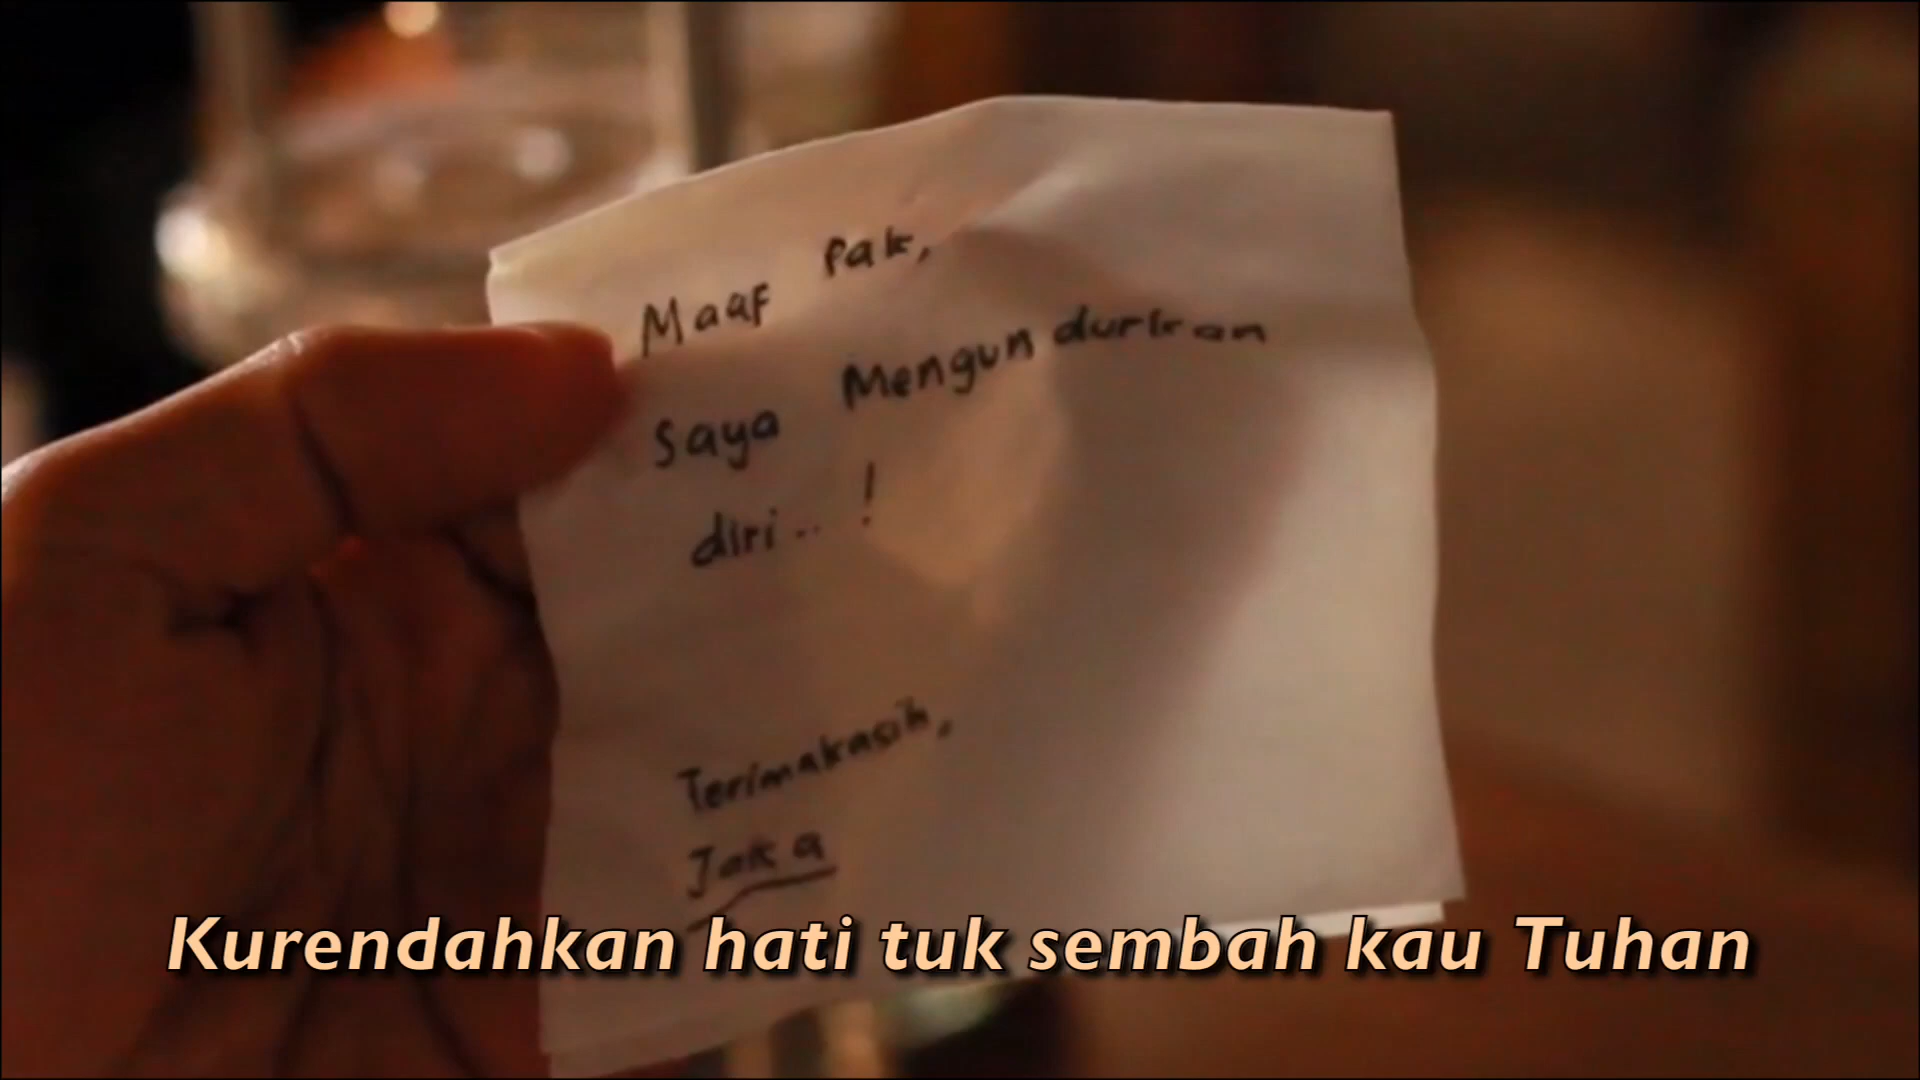 Maaf Pak,
Saya Mengundurkan
diri.. !
Terimakasih,
Jaka
Kurendahkan hati tuk sembah kau Tuhan